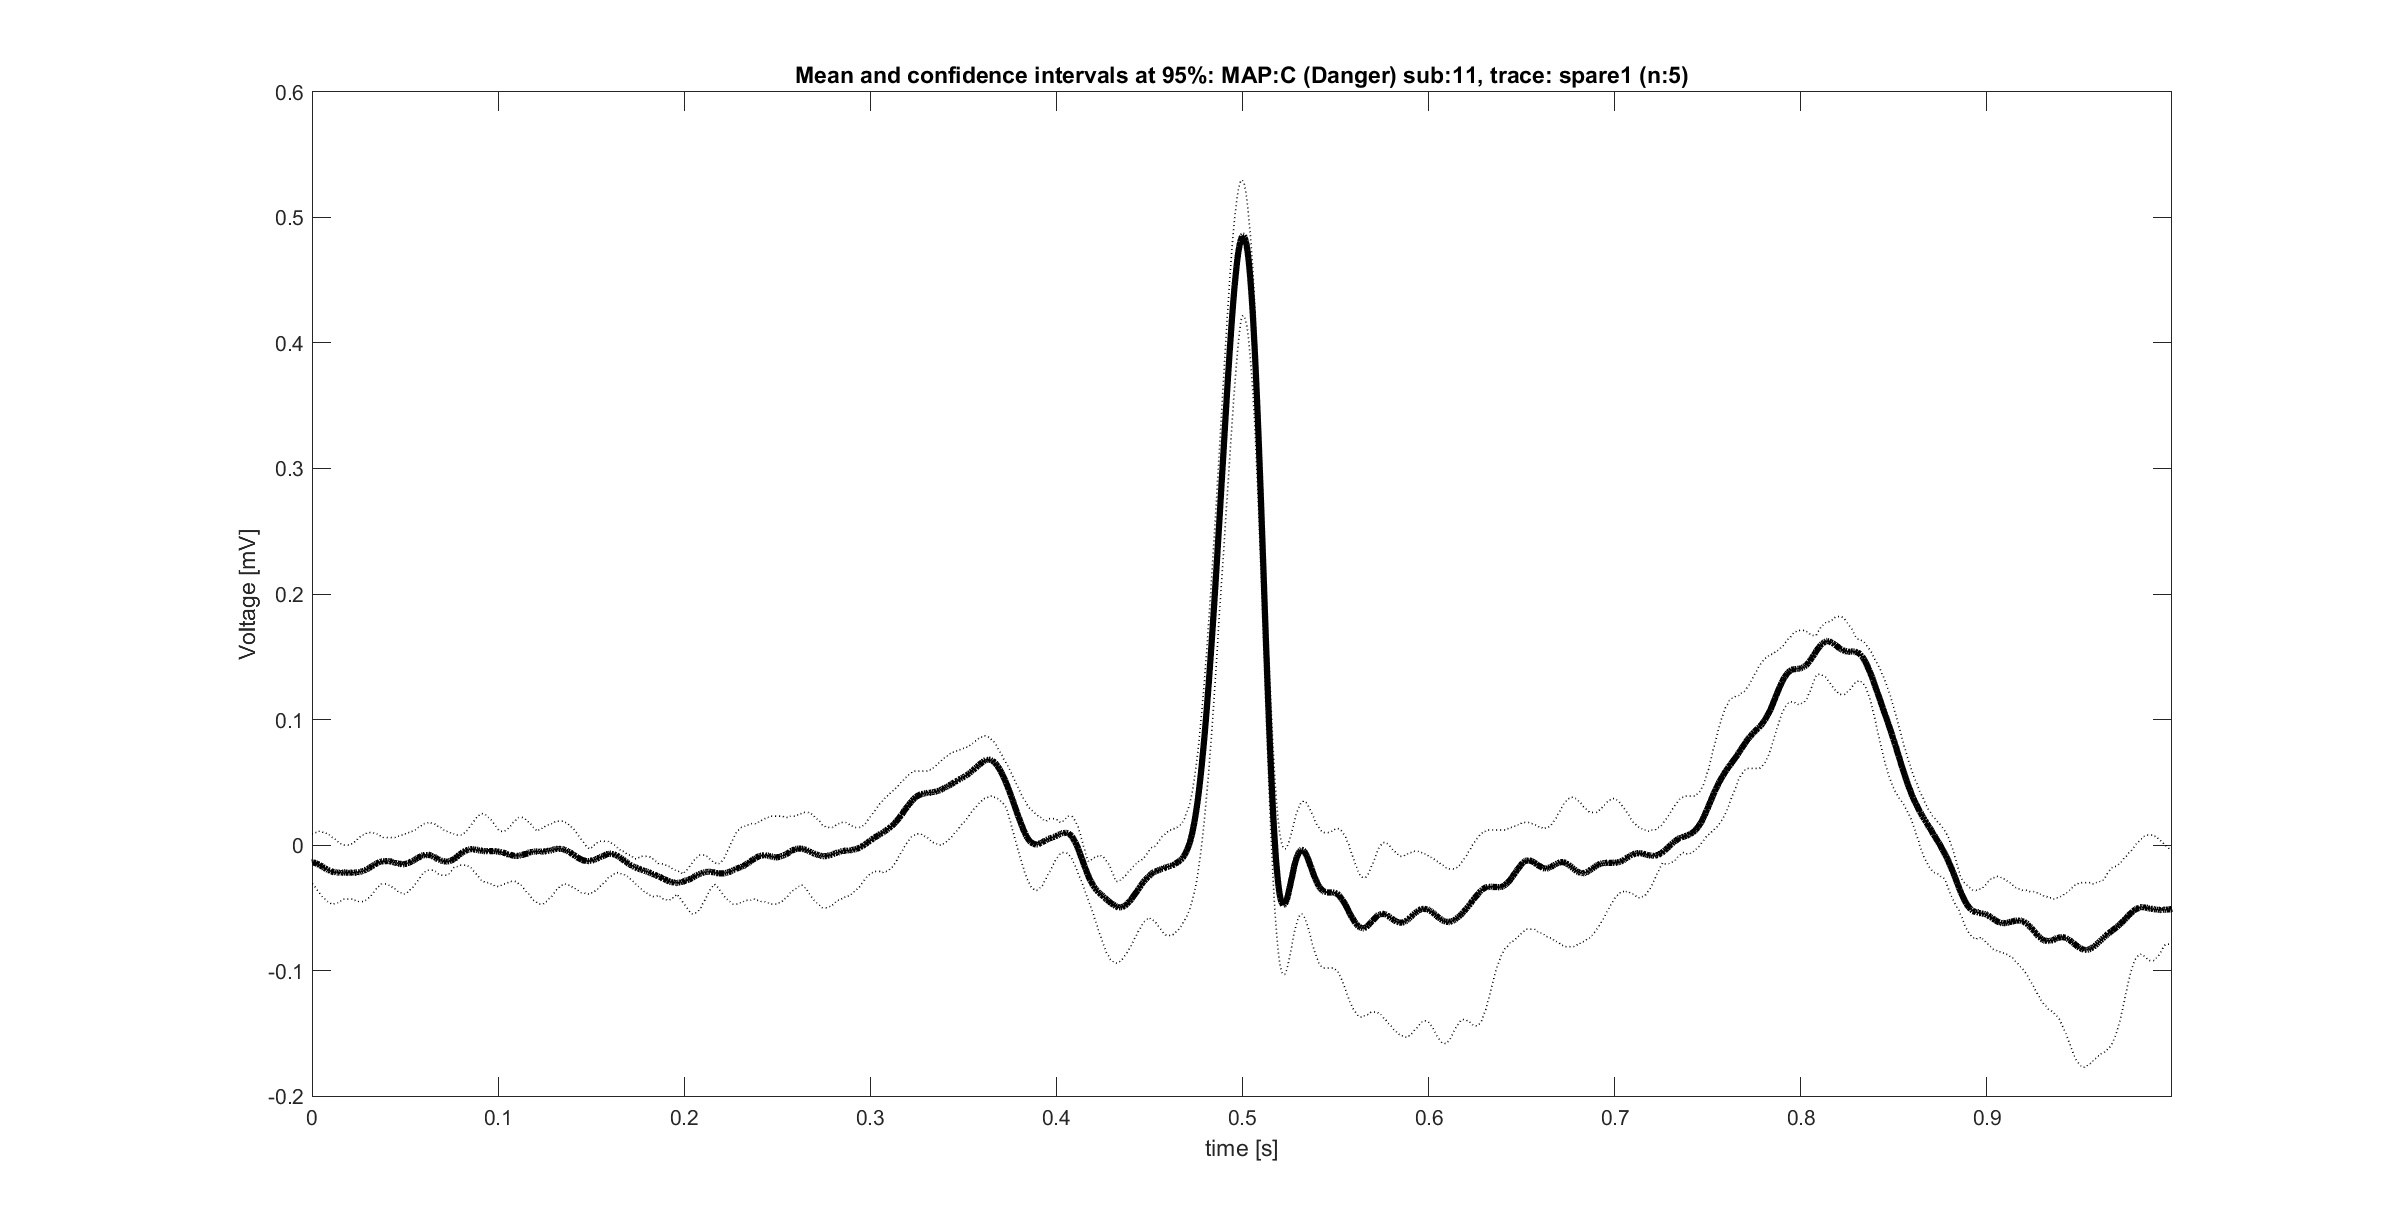 Mean and confidence intervals at 95%: MAP:C (Danger) sub:11, trace: spare1 (n:5)
0.6
0.5
0.4
0.3
0.2
0.1
0
-0.1
-0.2
Voltage [mV]
0 0.1 0.2 0.3 0.4 0.5 0.6 0.7 0.8 0.9
time [s]